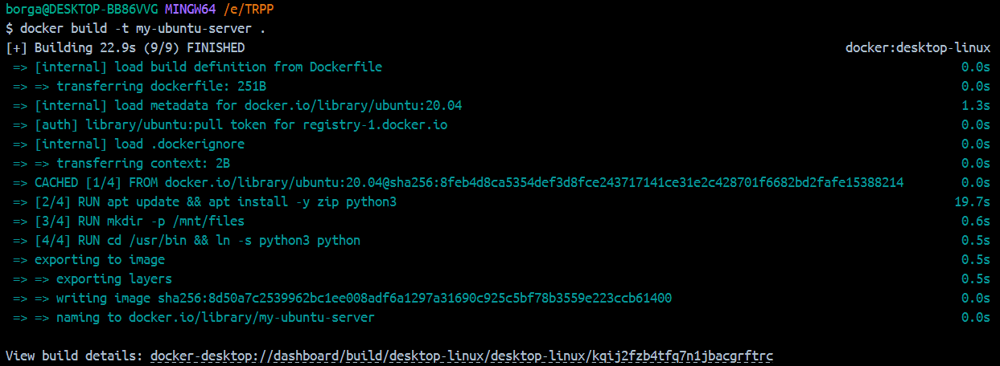 borga@DESKTOP-BB86VVG MINGW64 /e/TRPP
$ docker build -t my-ubuntu-server .
[+] Building 22.9s (9/9) FINISHED docker:desktop-linux
=> [internal] load build definition from Dockerfile 0.0s
=> => transferring dockerfile: 251B 0.0s
=> [internal] load metadata for docker.io/library/ubuntu:20.04 1.3s
=> [auth] library/ubuntu:pull token for registry-1.docker.io 0.0s
=> [internal] load .dockerignore 0.0s
=> => transferring context: 2B 0.0s
=> CACHED [1/4] FROM docker.io/library/ubuntu:20.04@sha256:8feb4d8ca5354def3d8fce243717141ce31e2c428701f6682bd2fafe15388214 0.0s
=> [2/4] RUN apt update && apt install -y zip python3 19.7s
=> [3/4] RUN mkdir -p /mnt/files 0.6s
=> [4/4] RUN cd /usr/bin && ln -s python3 python 0.5s
=> exporting to image 0.5s
=> => exporting layers 0.5s
=> => writing image sha256:8d50a7c2539962bc1ee008adf6a1297a31690c925c5bf78b3559e223ccb61400 0.0s
=> => naming to docker.io/library/my-ubuntu-server 0.0s
View build details: docker-desktop://dashboard/build/desktop-linux/desktop-linux/kqij2fzb4tfq7n1jbacgrftrc